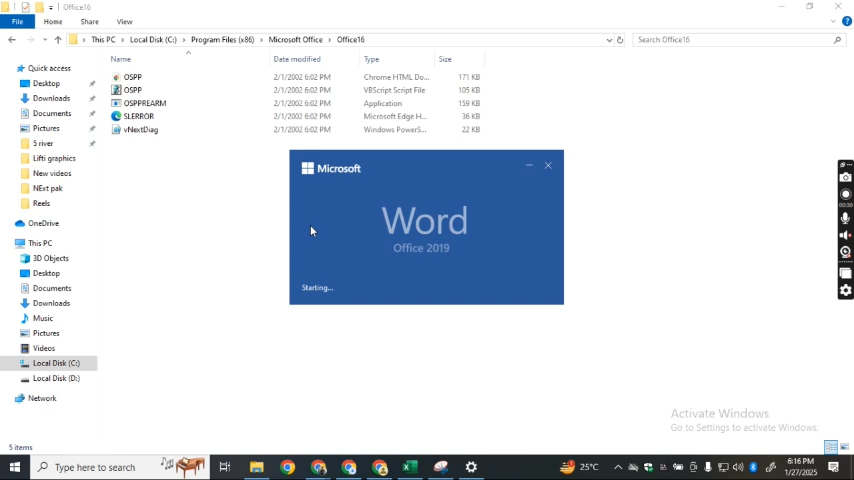 Office16
File Home Share View
This PC Local Disk (C:) Program Files (x86) Microsoft Office Office16
Search Office16
Name Date modified Type Size
OSPP 2/1/2002 6:02 PM Chrome HTML Do... 171 KB
OSPP 2/1/2002 6:02 PM VBScript Script File 105 KB
OSPPREARM 2/1/2002 6:02 PM Application 159 KB
SLERROR 2/1/2002 6:02 PM Microsoft Edge H... 36 KB
vNextDiag 2/1/2002 6:02 PM Windows PowerS... 22 KB
Quick access
Desktop
Downloads
Documents
Pictures
5 river
Lifti graphics
New videos
NExt pak
Reels
OneDrive
This PC
3D Objects
Desktop
Documents
Downloads
Music
Pictures
Videos
Local Disk (C:)
Local Disk (D:)
Network
Microsoft
Word
Office 2019
Starting...
00:30
Activate Windows
Go to Settings to activate Windows.
5 items
Type here to search
25°C
6:16 PM
1/27/2025